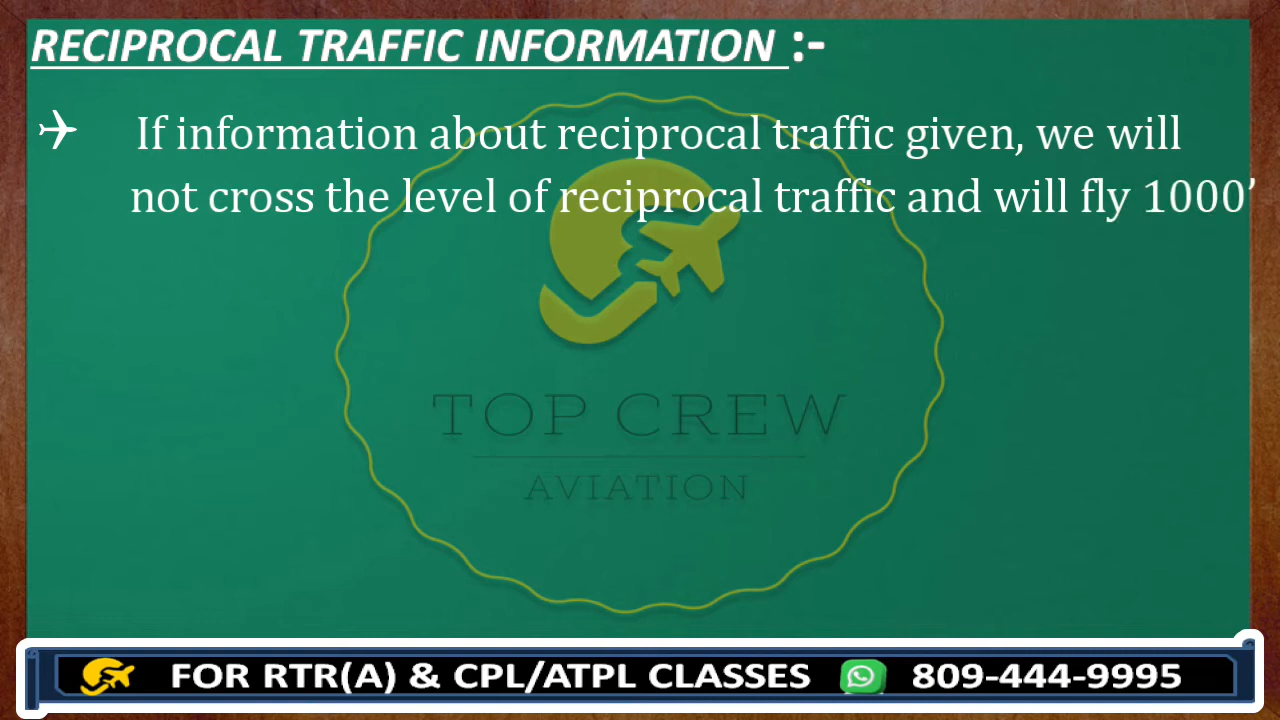 RECIPROCAL TRAFFIC INFORMATION :-
✈ If information about reciprocal traffic given, we will
not cross the level of reciprocal traffic and will fly 1000’
TOP CREW
AVIATION
FOR RTR(A) & CPL/ATPL CLASSES 809-444-9995